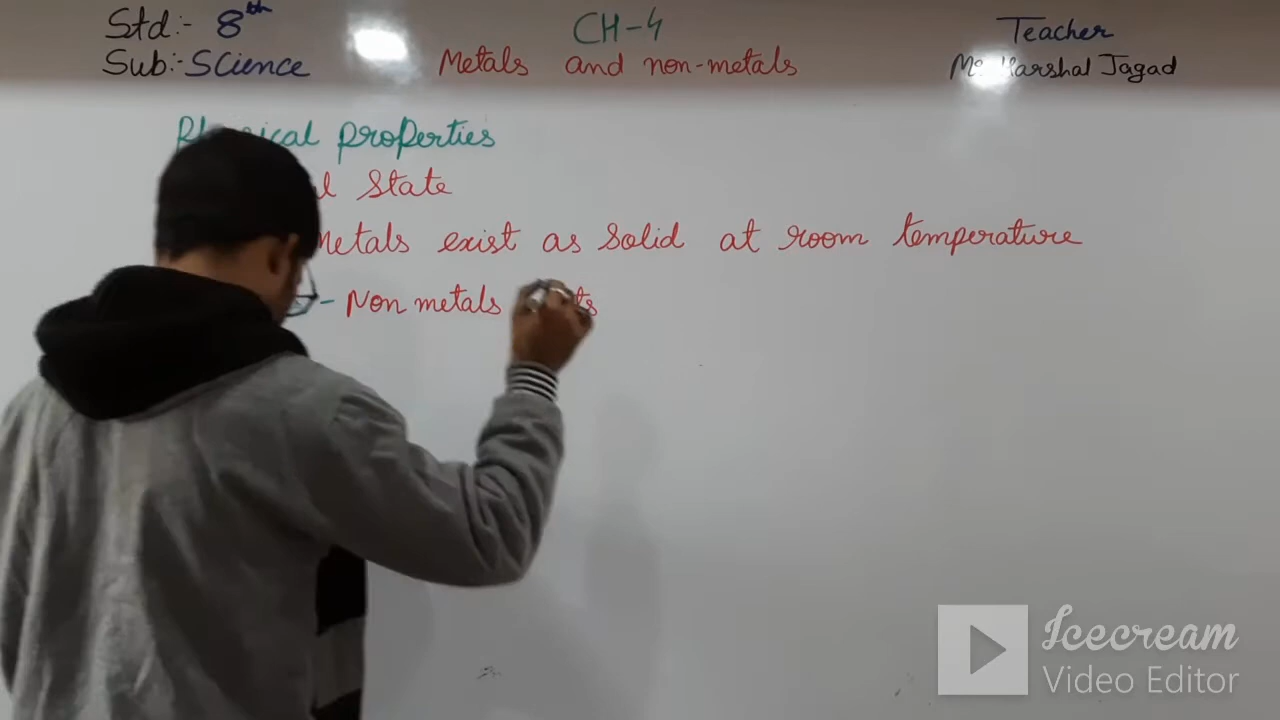 Std:- 8th CH-4 Teacher
Sub:- Science Metals and non-metals Harshal Jagad
properties
State
Metals exist as Solid at room temperature
- Non metals
Icecream
Video Editor